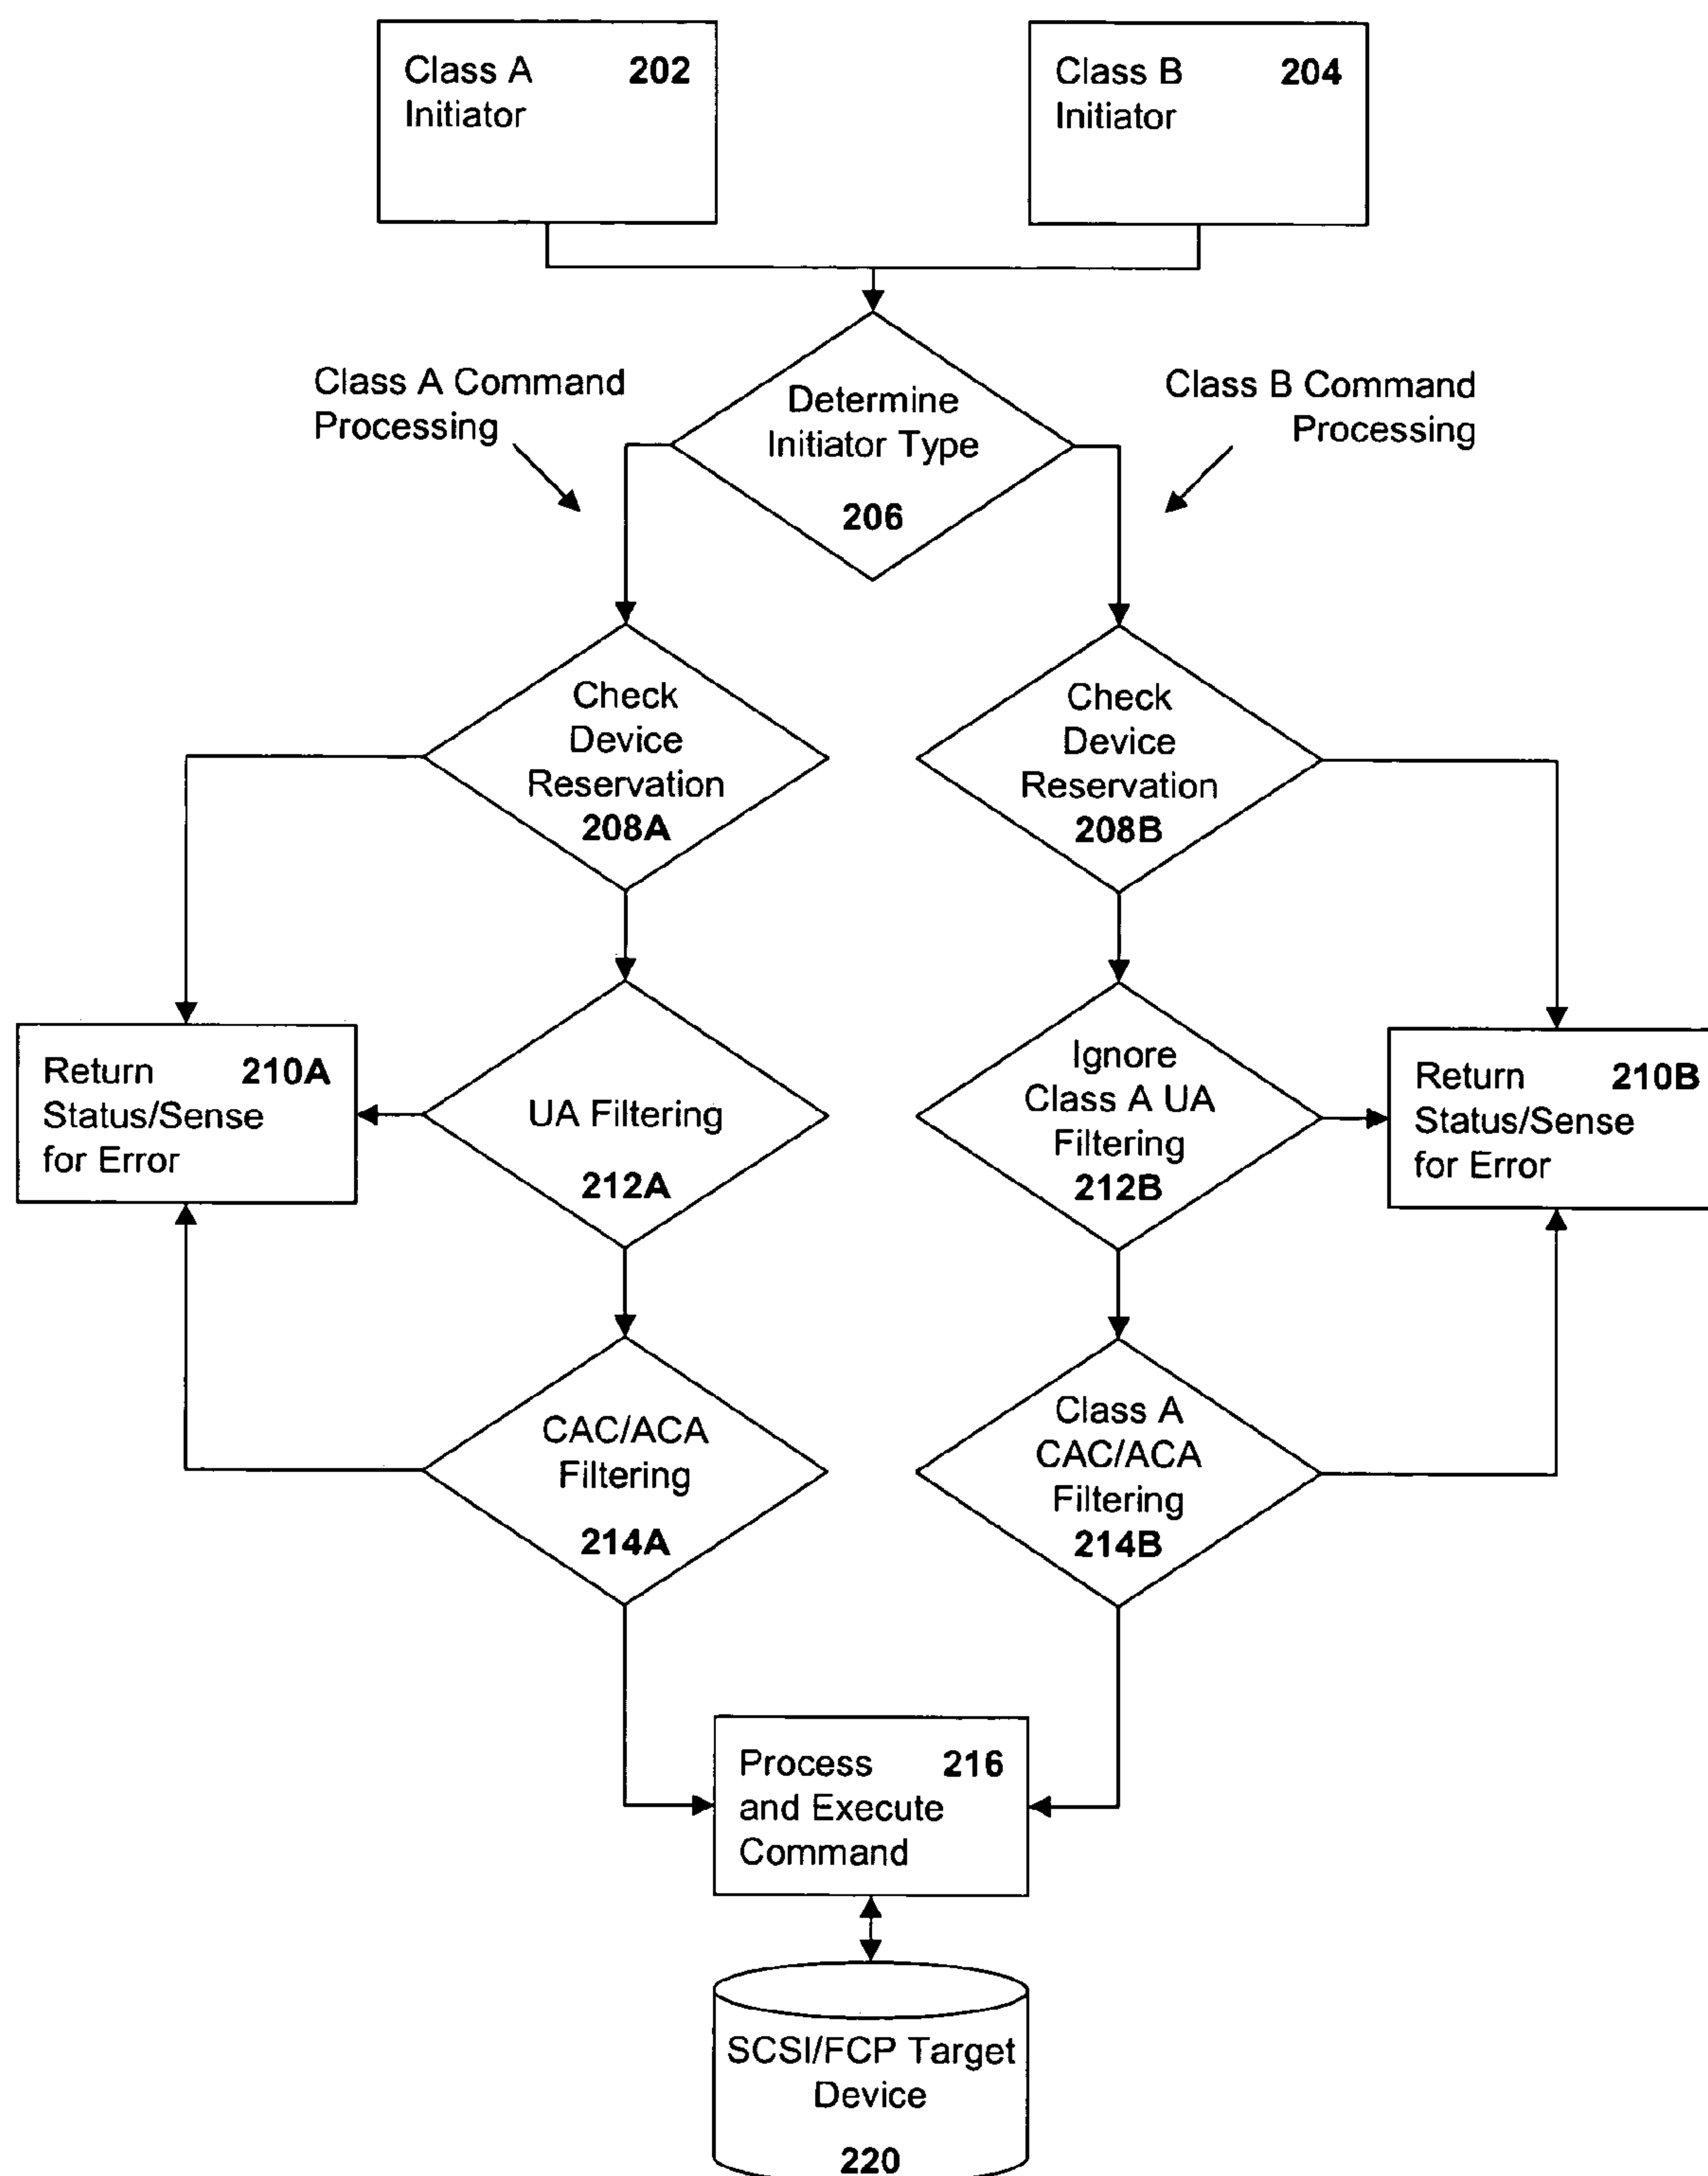 Class A 202
Initiator
Class B 204
Initiator
Class A Command
Processing
Determine
Initiator Type
206
Class B Command
Processing
Check
Device
Reservation
208A
Check
Device
Reservation
208B
Return 210A
Status/Sense
for Error
UA Filtering
212A
Ignore
Class A UA
Filtering
212B
Return 210B
Status/Sense
for Error
CAC/ACA
Filtering
214A
Class A
CAC/ACA
Filtering
214B
Process 216
and Execute
Command
SCSI/FCP Target
Device
220